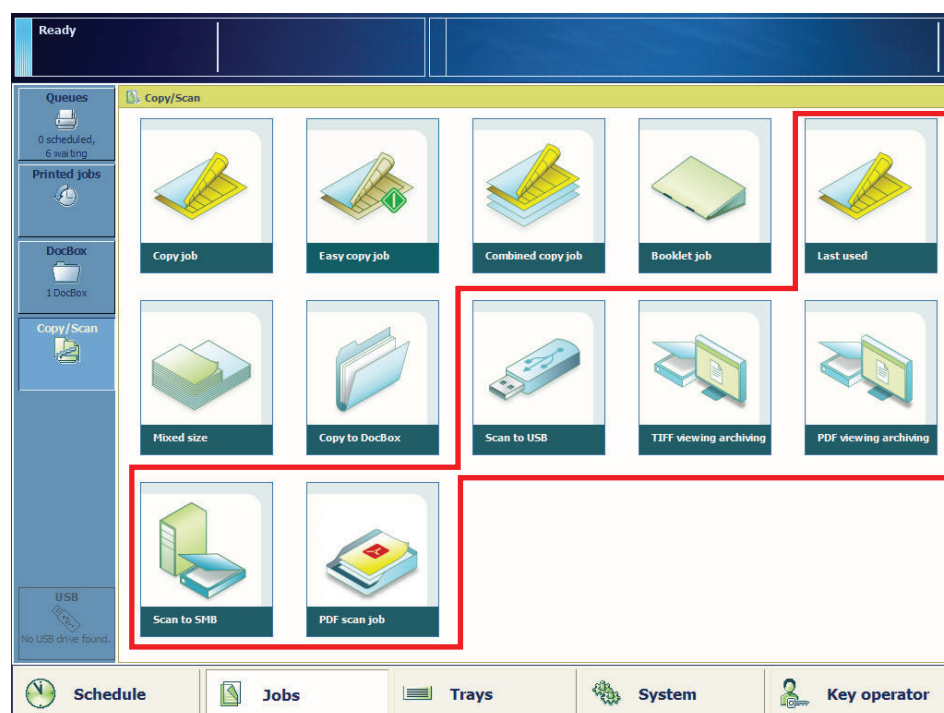 Ready
Queues
0 scheduled,
6 waiting
Printed jobs
DocBox
1 DocBox
Copy/Scan
USB
No USB drive found.
Copy/Scan
Copy job
Easy copy job
Combined copy job
Booklet job
Last used
Mixed size
Copy to DocBox
Scan to USB
TIFF viewing archiving
PDF viewing archiving
Scan to SMB
PDF scan job
Schedule
Jobs
Trays
System
Key operator